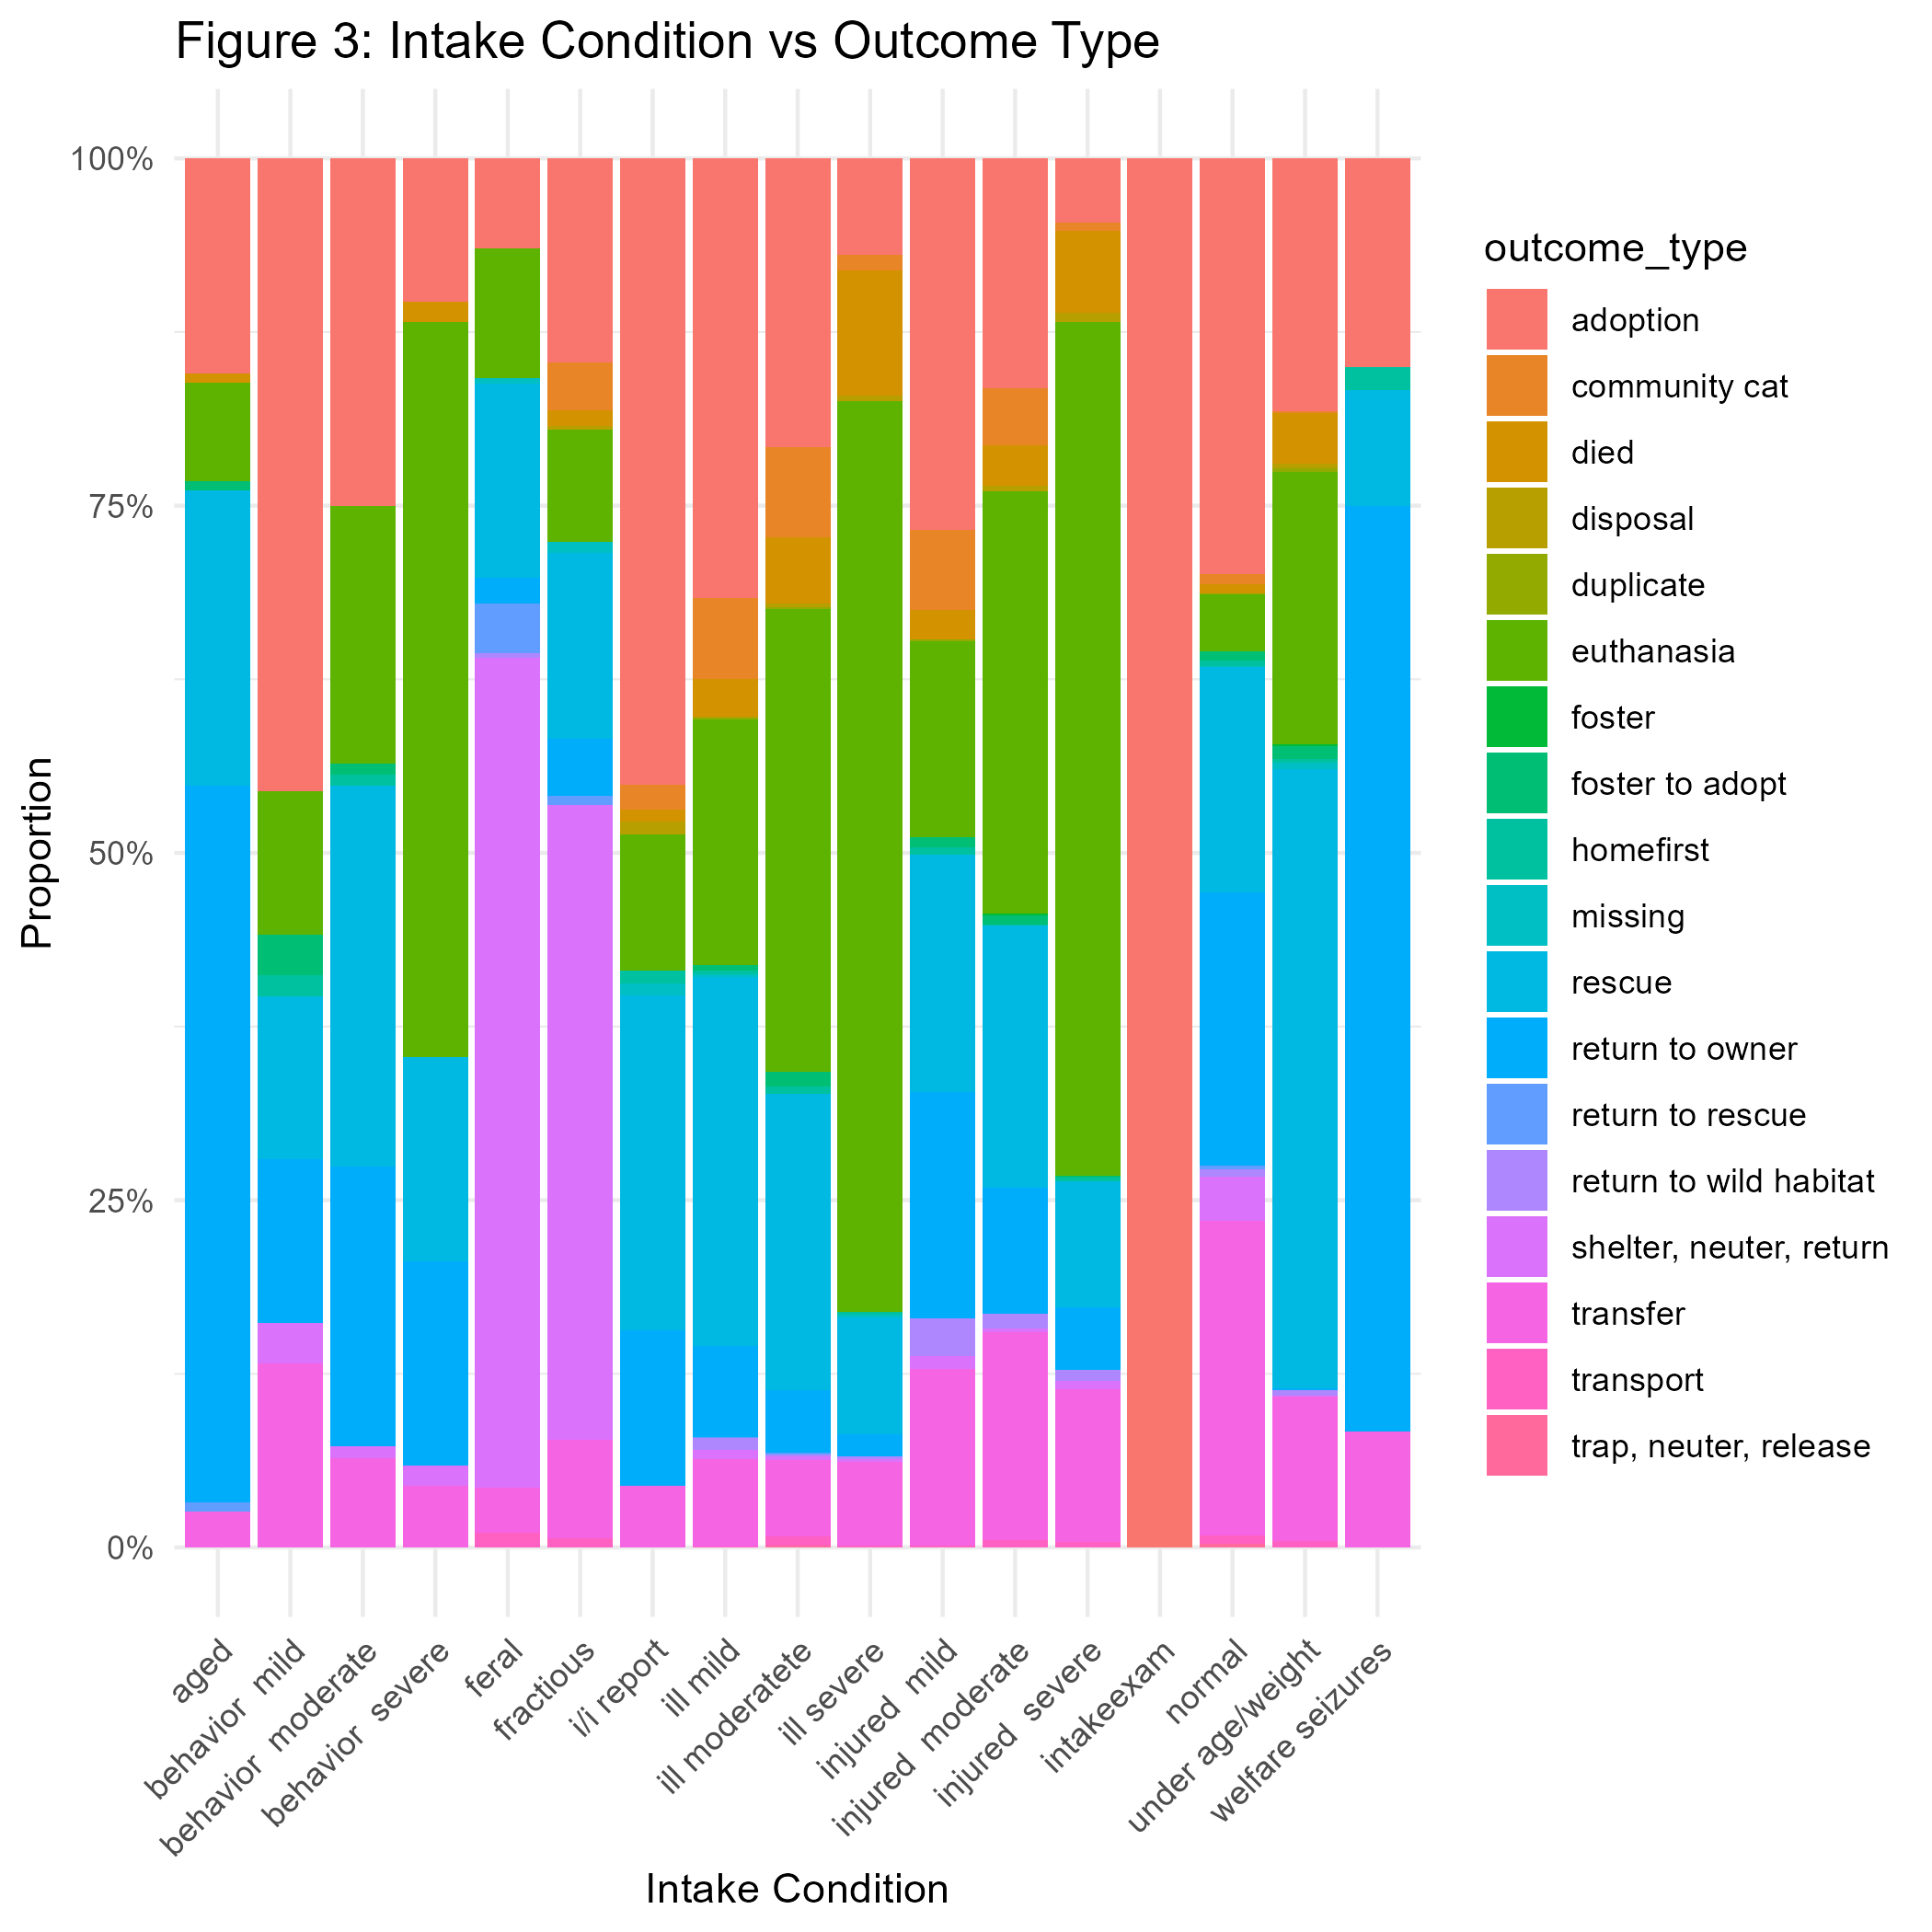 Figure 3: Intake Condition vs Outcome Type
100%
75%
50%
25%
0%
Proportion
aged
behavior  mild
behavior  moderate
behavior  severe
feral
fractious
i/i report
ill mild
ill moderatete
ill severe
injured  mild
injured  moderate
injured  severe
intakeexam
normal
under age/weight
welfare seizures
Intake Condition
outcome_type
adoption
community cat
died
disposal
duplicate
euthanasia
foster
foster to adopt
homefirst
missing
rescue
return to owner
return to rescue
return to wild habitat
shelter, neuter, return
transfer
transport
trap, neuter, release